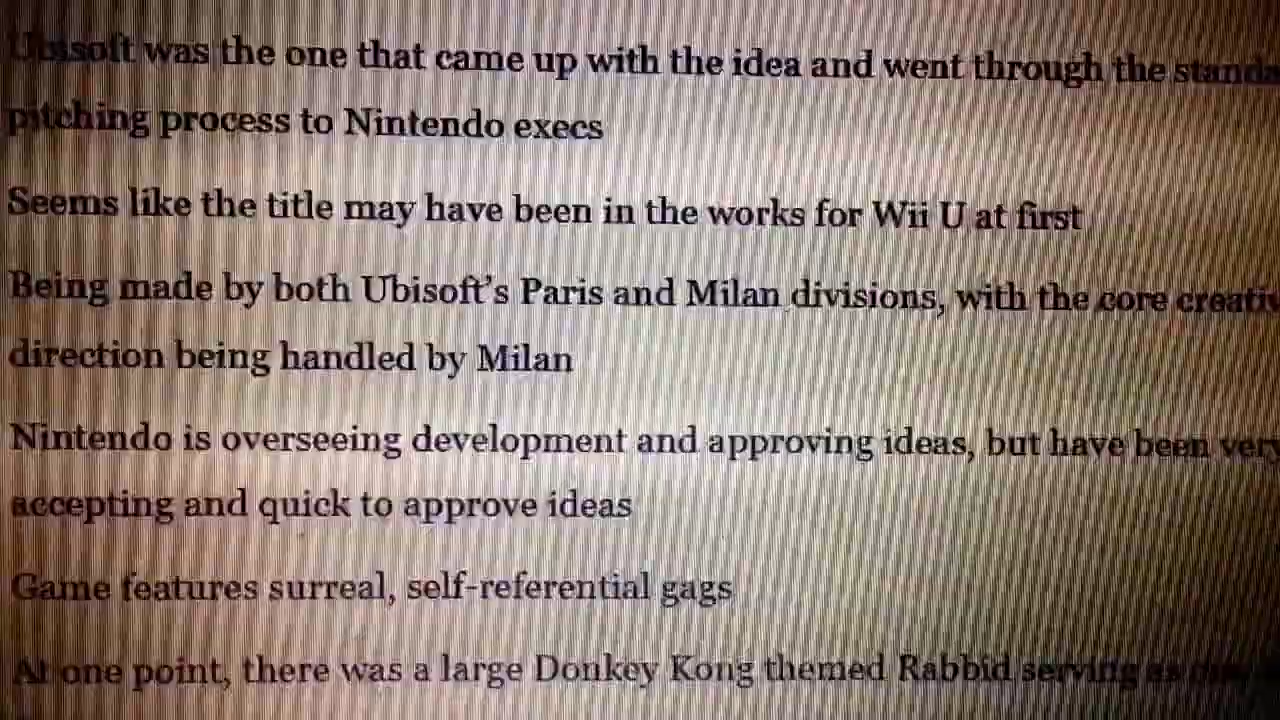 Ubisoft was the one that came up with the idea and went through the
pitching process to Nintendo execs
Seems like the title may have been in the works for Wii U at first
Being made by both Ubisoft's Paris and Milan divisions, with the core
direction being handled by Milan
Nintendo is overseeing development and approving ideas, but have been very
accepting and quick to approve ideas
Game features surreal, self-referential gags
At one point, there was a large Donkey Kong themed Rabbid serving as